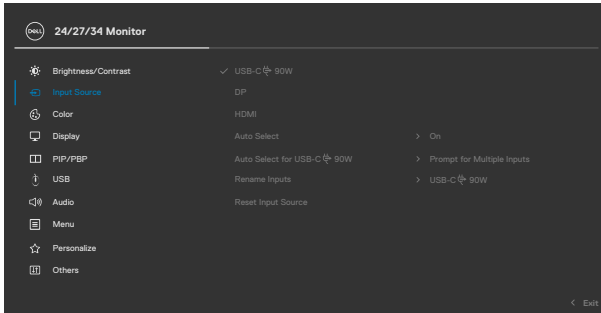 DELL 24/27/34 Monitor
Brightness/Contrast ✓ USB-C 90W
Input Source DP
Color HDMI
Display Auto Select > On
PIP/PBP Auto Select for USB-C 90W > Prompt for Multiple Inputs
USB Rename Inputs > USB-C 90W
Audio Reset Input Source
Menu
Personalize
Others
< Exit